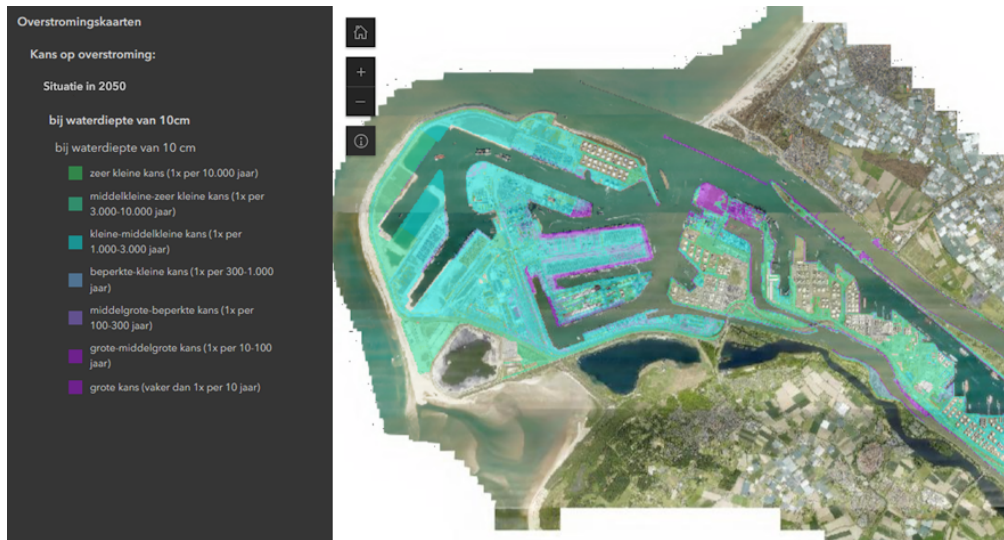 Overstromingskaarten
Kans op overstroming:
Situatie in 2050
bij waterdiepte van 10cm
bij waterdiepte van 10 cm
zeer kleine kans (1x per 10.000 jaar)
middelkleine-zeer kleine kans (1x per
3.000-10.000 jaar)
kleine-middelkleine kans (1x per
1.000-3.000 jaar)
beperkte-kleine kans (1x per 300-1.000
jaar)
middelgrote-beperkte kans (1x per
100-300 jaar)
grote-middelgrote kans (1x per 10-100
jaar)
grote kans (vaker dan 1x per 10 jaar)